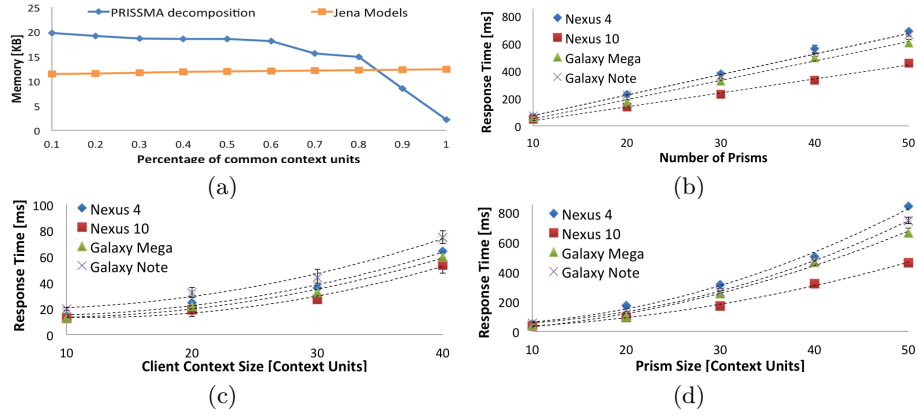 PRISSMA decomposition Jena Models
Memory [KB]
25
20
15
10
5
0
0.1 0.2 0.3 0.4 0.5 0.6 0.7 0.8 0.9 1
Percentage of common context units
(a)
Response Time [ms]
Nexus 4
Nexus 10
Galaxy Mega
Galaxy Note
800
600
400
200
0
10 20 30 40 50
Number of Prisms
(b)
Response Time [ms]
Nexus 4
Nexus 10
Galaxy Mega
Galaxy Note
100
80
60
40
20
0
10 20 30 40
Client Context Size [Context Units]
(c)
Response Time [ms]
Nexus 4
Nexus 10
Galaxy Mega
Galaxy Note
800
600
400
200
0
10 20 30 40 50
Prism Size [Context Units]
(d)